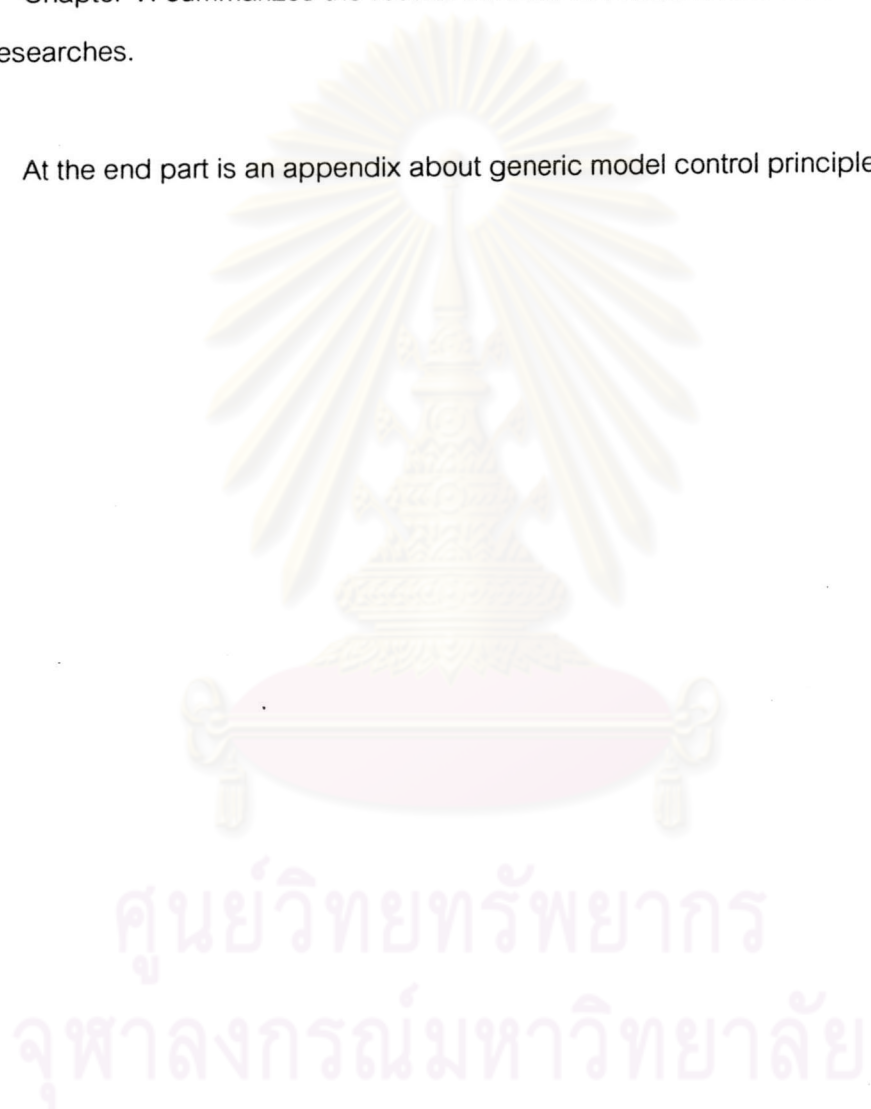 esearches.
At the end part is an appendix about generic model control principle
ศูนย์วิทยทรัพยากร
จุฬาลงกรณ์มหาวิทยาลัย